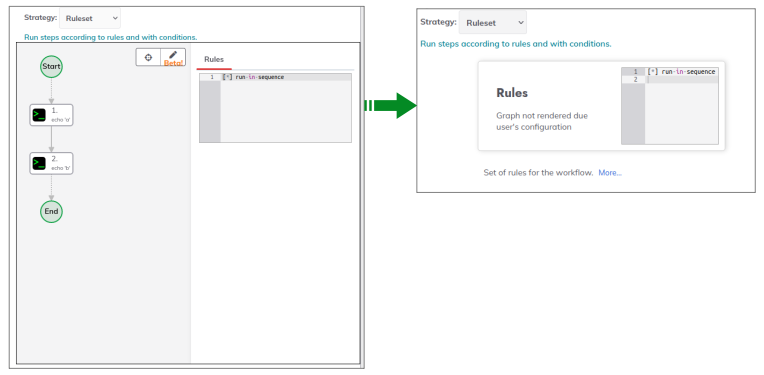 Strategy: Ruleset
Run steps according to rules and with conditions.
Start
Beta!
1.
echo 'a'
2.
echo 'b'
End
Rules
1 [*] run-in-sequence
Strategy: Ruleset
Run steps according to rules and with conditions.
Rules
Graph not rendered due
user's configuration
1 [*] run-in-sequence
2
Set of rules for the workflow. More...